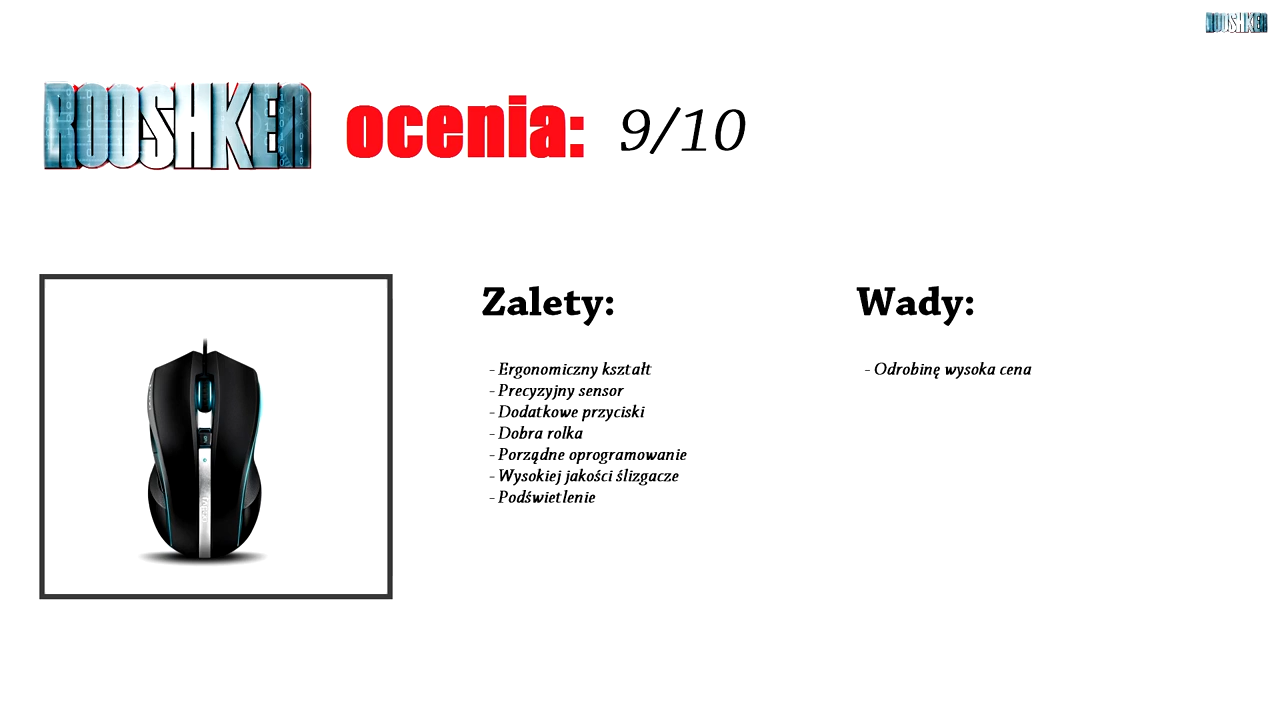 ROOSHKER
ROOSHKER ocenia: 9/10
Zalety:
- Ergonomiczny kształt
- Precyzyjny sensor
- Dodatkowe przyciski
- Dobra rolka
- Porządne oprogramowanie
- Wysokiej jakości ślizgacze
- Podświetlenie
Wady:
- Odrobinę wysoka cena